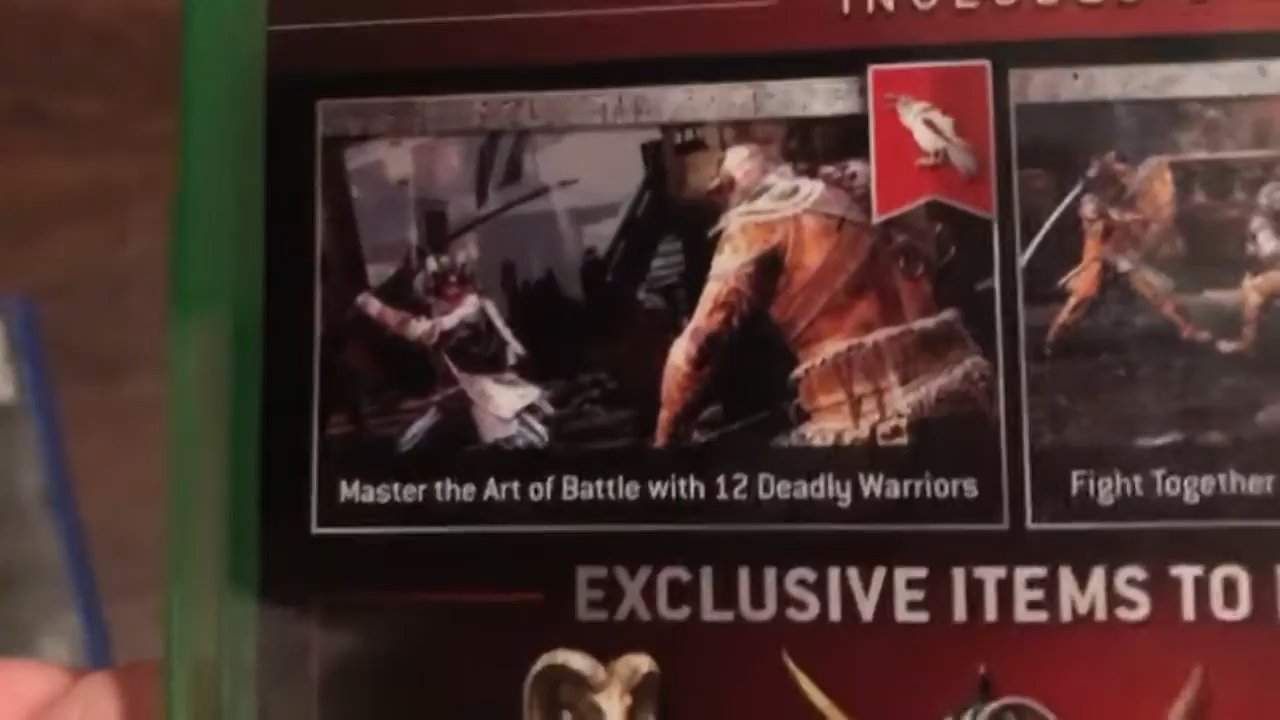 Master the Art of Battle with 12 Deadly Warriors
Fight Together
EXCLUSIVE ITEMS TO